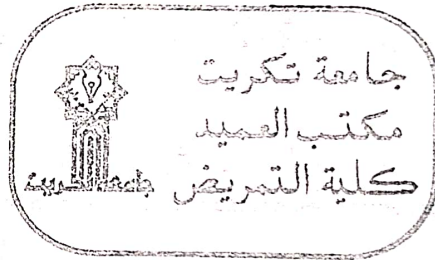 جامعة تكريت
مكتب العميد
كلية التمريض